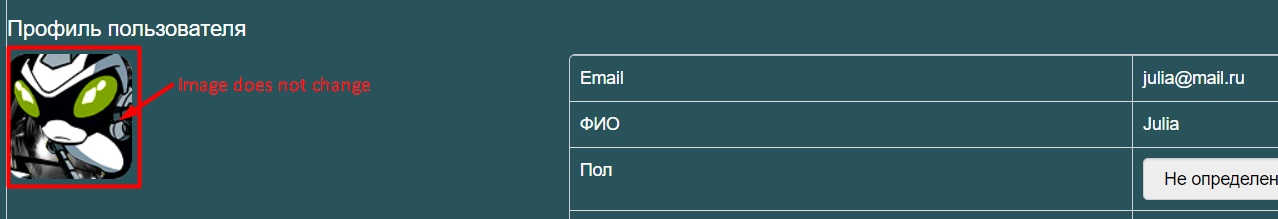 Профиль пользователя
Image does not change
Email
julia@mail.ru
ФИО
Julia
Пол
Не определен